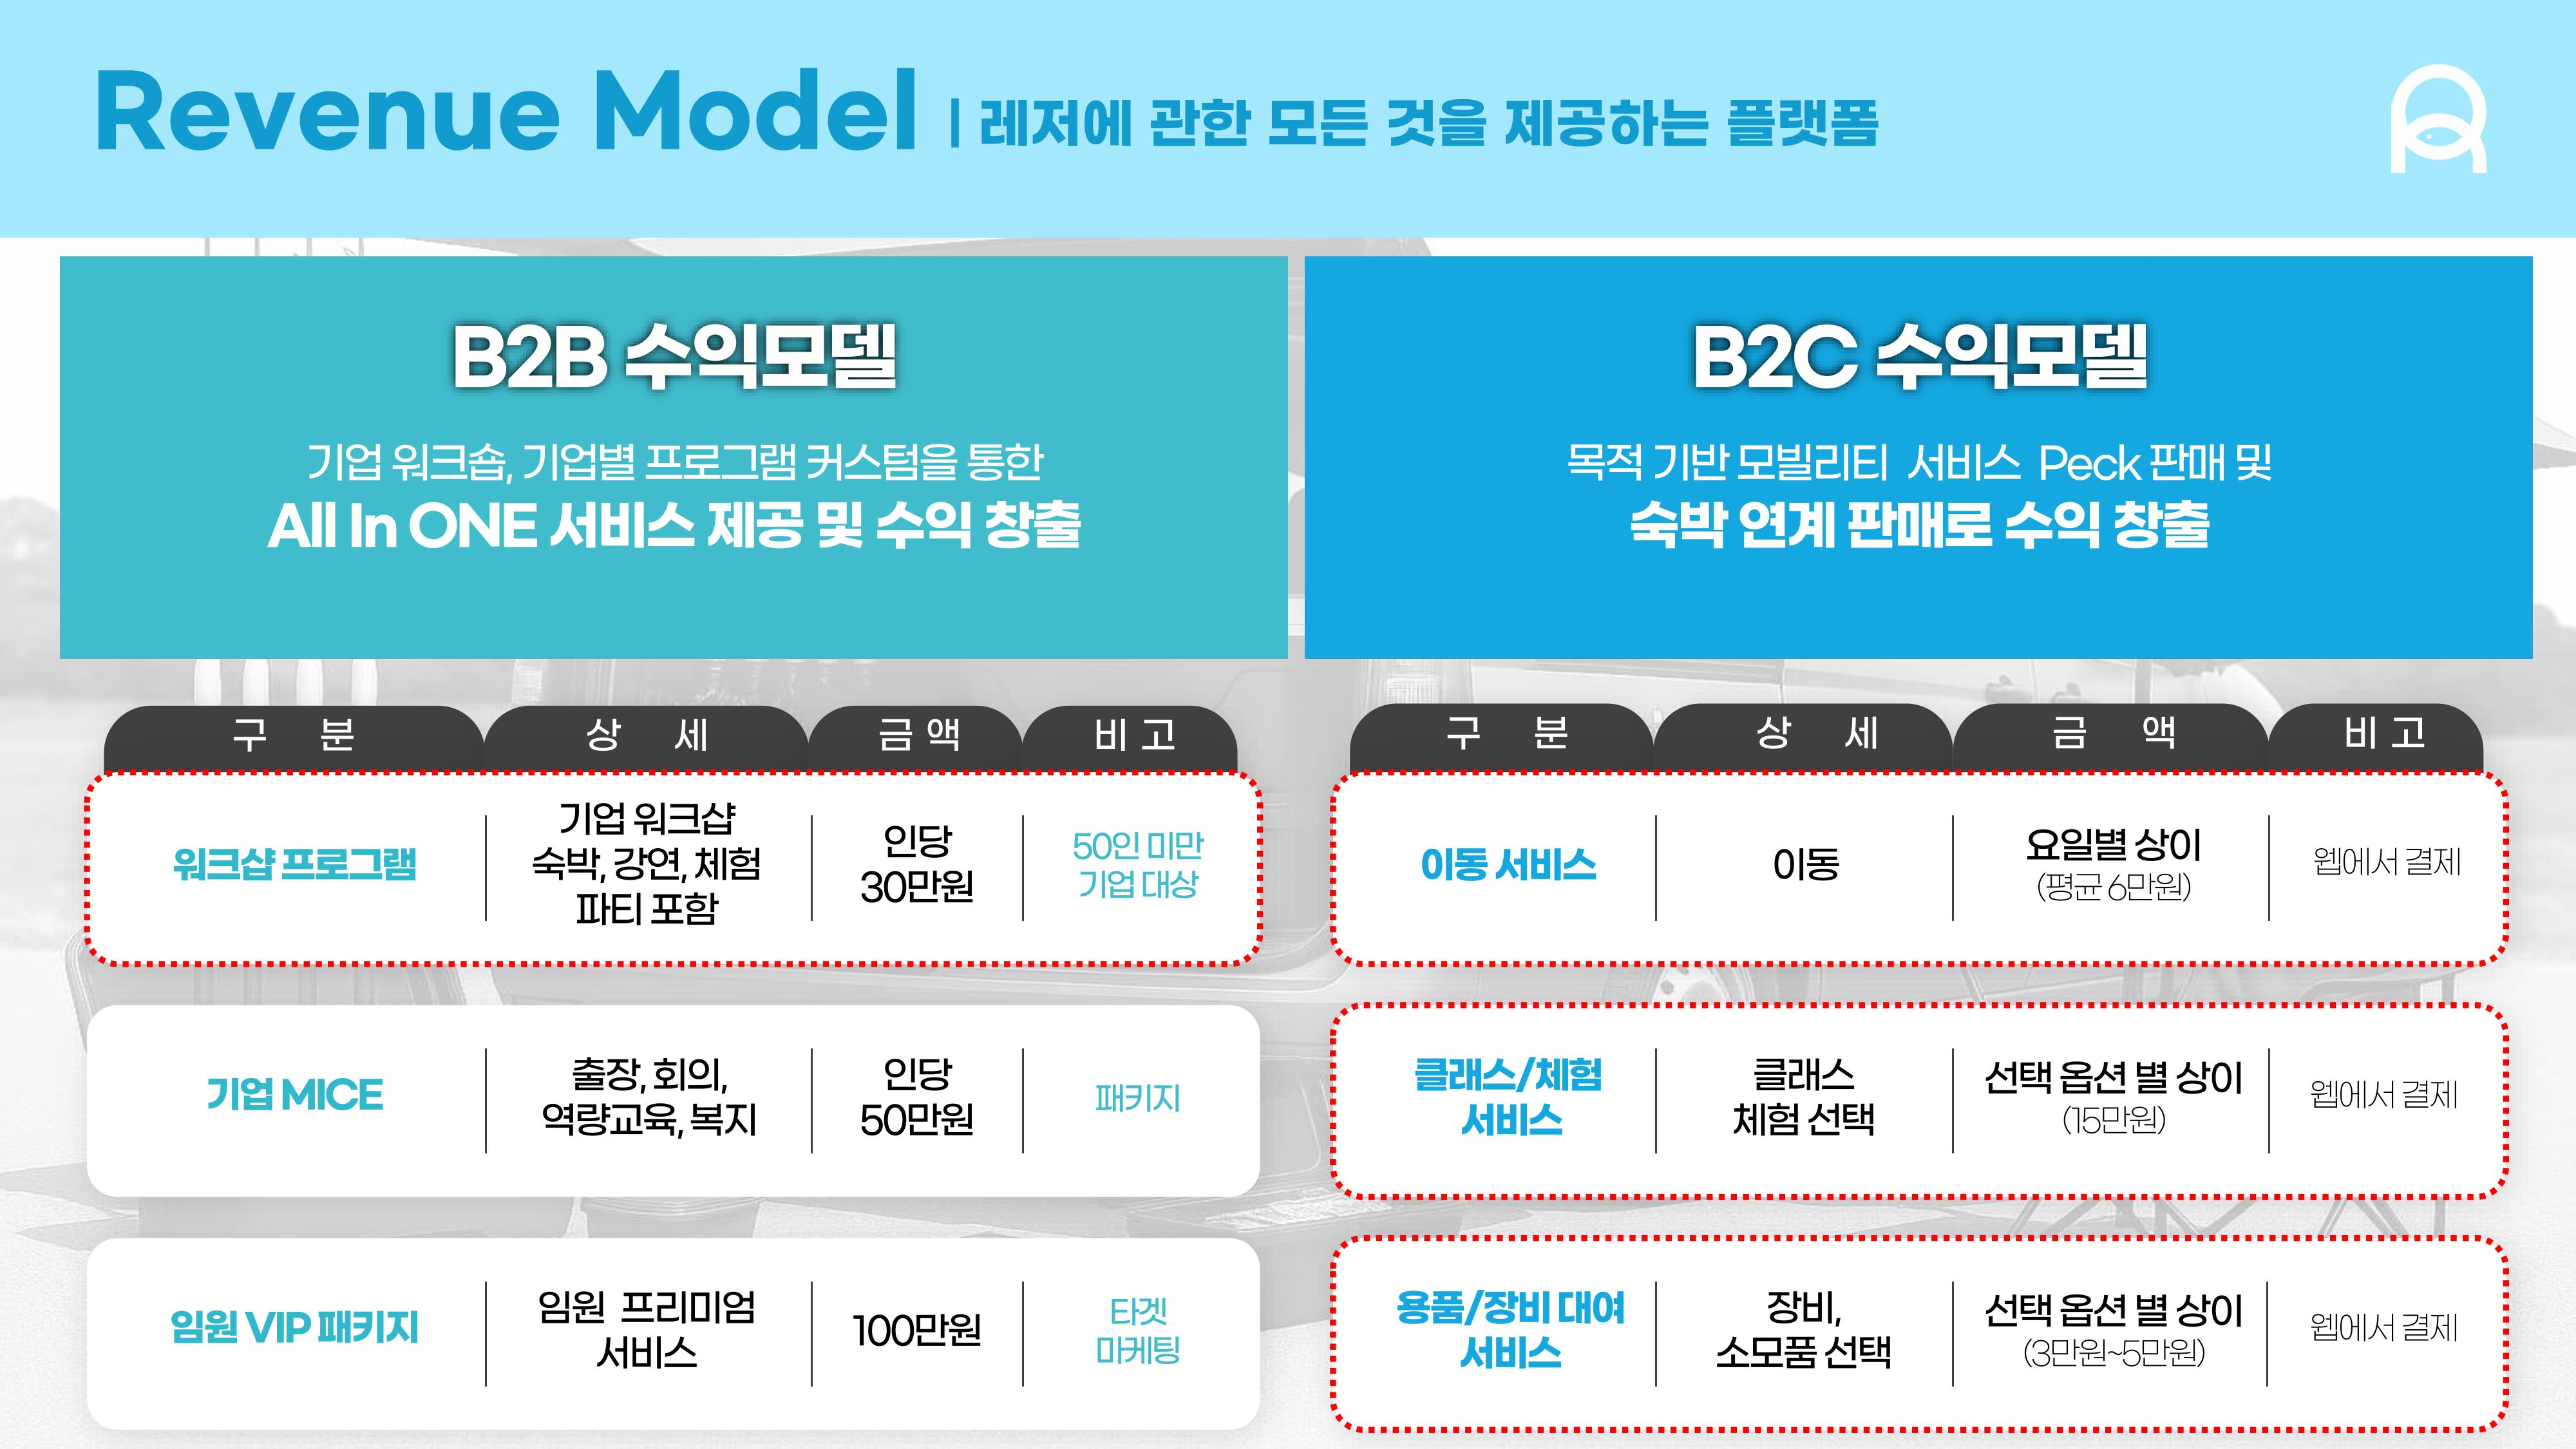 Revenue Model | 레저에 관한 모든 것을 제공하는 플랫폼
B2B 수익모델
기업 워크숍, 기업별 프로그램 커스텀을 통한
All In ONE 서비스 제공 및 수익 창출
구 분 상 세 금액 비고
워크샵 프로그램
기업 워크샵
숙박, 강연, 체험
파티 포함
인당
30만원
50인 미만
기업 대상
기업 MICE
출장, 회의,
역량교육, 복지
인당
50만원
패키지
임원 VIP 패키지
임원 프리미엄
서비스
100만원
타겟
마케팅
B2C 수익모델
목적 기반 모빌리티 서비스 Peck 판매 및
숙박 연계 판매로 수익 창출
구 분 상 세 금 액 비고
이동 서비스
이동
요일별 상이
(평균 6만원)
웹에서 결제
클래스/체험
서비스
클래스
체험 선택
선택 옵션 별 상이
(15만원)
웹에서 결제
용품/장비 대여
서비스
장비,
소모품 선택
선택 옵션 별 상이
(3만원~5만원)
웹에서 결제